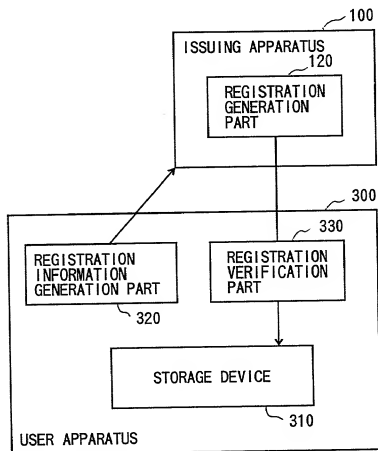 100
ISSUING APPARATUS
120
REGISTRATION
GENERATION
PART
300
330
REGISTRATION
INFORMATION
GENERATION PART
320
REGISTRATION
VERIFICATION
PART
STORAGE DEVICE
310
USER APPARATUS